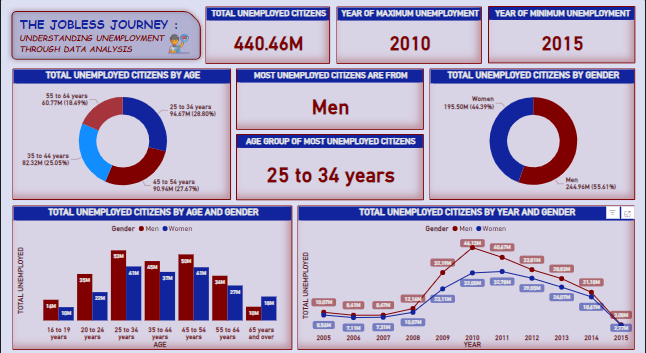 THE JOBLESS JOURNEY :
UNDERSTANDING UNEMPLOYMENT
THROUGH DATA ANALYSIS
TOTAL UNEMPLOYED CITIZENS
440.46M
YEAR OF MAXIMUM UNEMPLOYMENT
2010
YEAR OF MINIMUM UNEMPLOYMENT
2015
TOTAL UNEMPLOYED CITIZENS BY AGE
55 to 64 years
60.77M (18.49%)
25 to 34 years
94.67M (28.80%)
35 to 44 years
82.32M (25.05%)
45 to 54 years
90.94M (27.67%)
MOST UNEMPLOYED CITIZENS ARE FROM
Men
AGE GROUP OF MOST UNEMPLOYED CITIZENS
25 to 34 years
TOTAL UNEMPLOYED CITIZENS BY GENDER
Women
195.50M (44.39%)
Men
244.96M (55.61%)
TOTAL UNEMPLOYED CITIZENS BY AGE AND GENDER
Gender Men Women
TOTAL UNEMPLOYED
35M
22M
53M
41M
45M
37M
50M
41M
34M
27M
16 to 19
years
20 to 24
years
25 to 34
years
35 to 44
years
45 to 54
years
55 to 64
years
65 years
and over
AGE
TOTAL UNEMPLOYED CITIZENS BY YEAR AND GENDER
Gender Men Women
TOTAL UNEMPLOYED
2005
2006
2007
2008
2009
2010
2011
2012
2013
2014
2015
YEAR